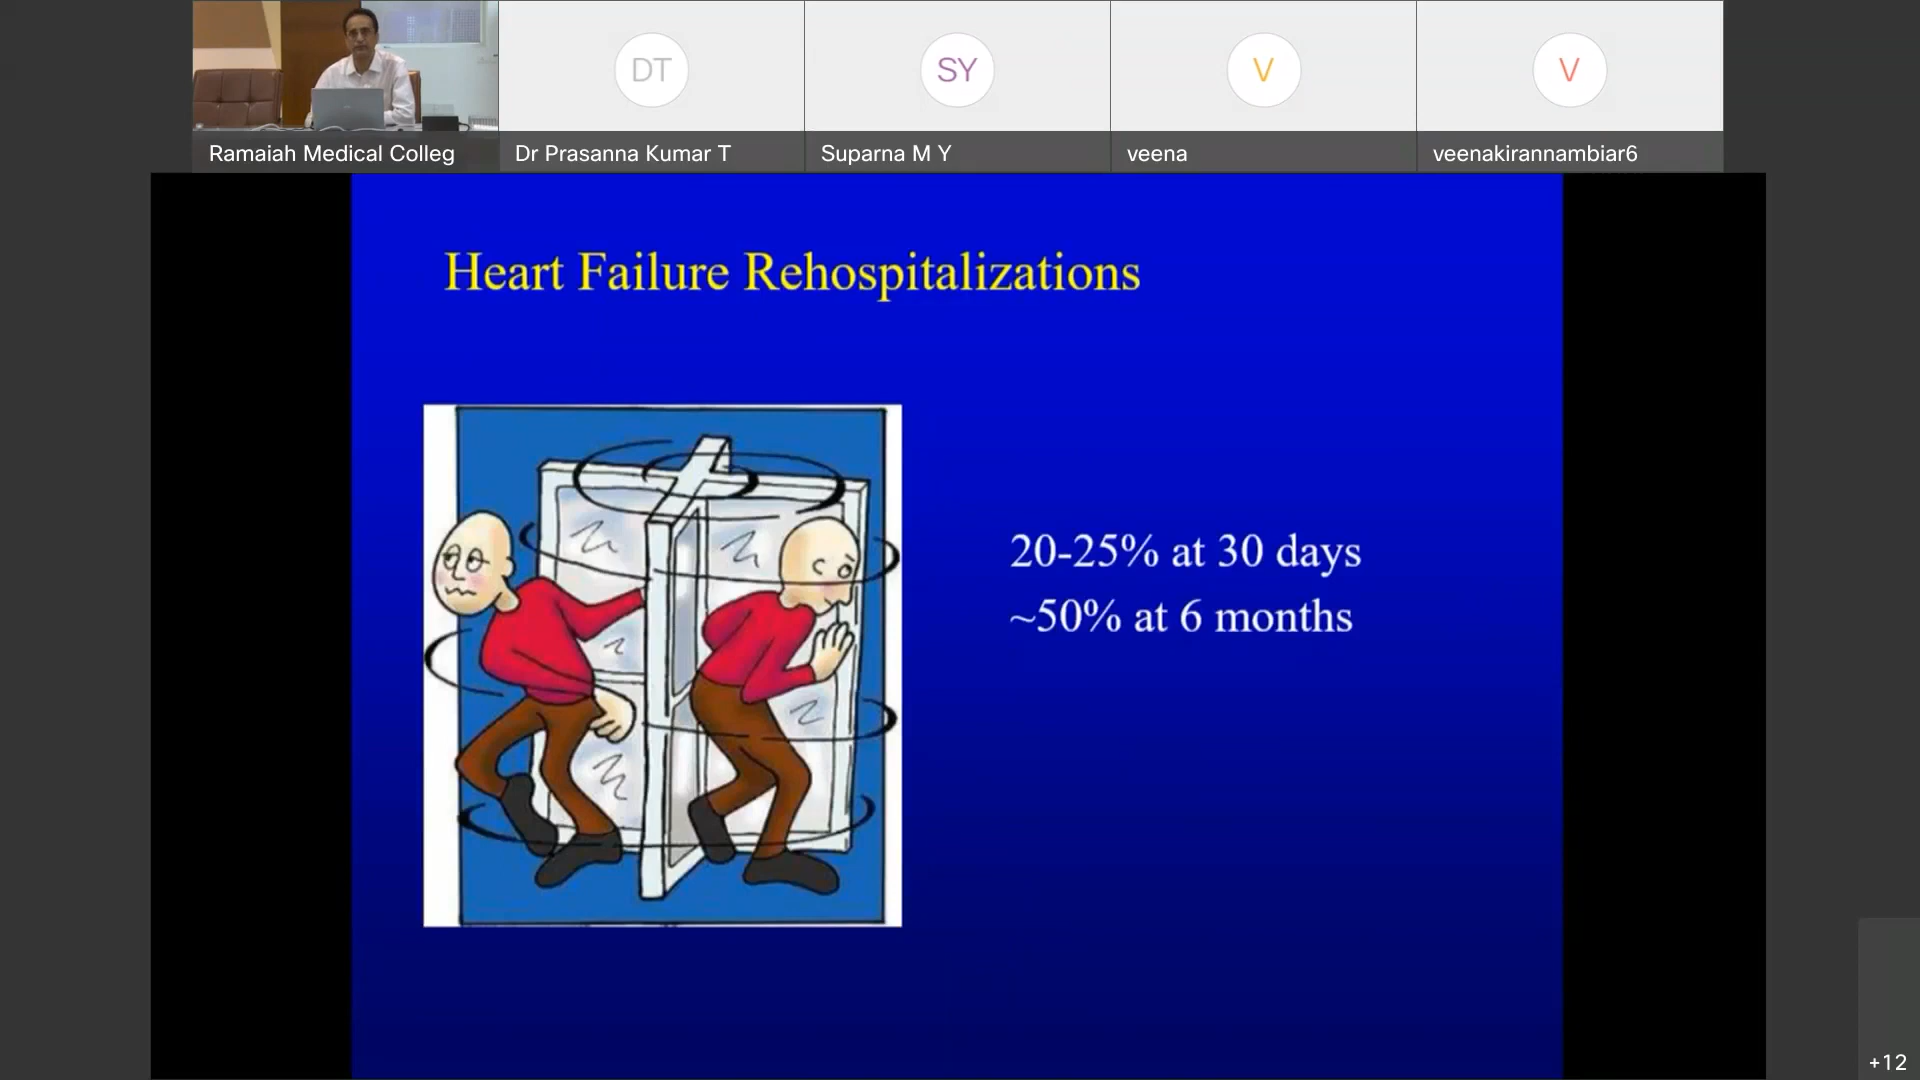 DT
SY
V
V
Ramaiah Medical Colleg
Dr Prasanna Kumar T
Suparna M Y
veena
veenakirannambiar6
Heart Failure Rehospitalizations
20-25% at 30 days
~50% at 6 months
+12